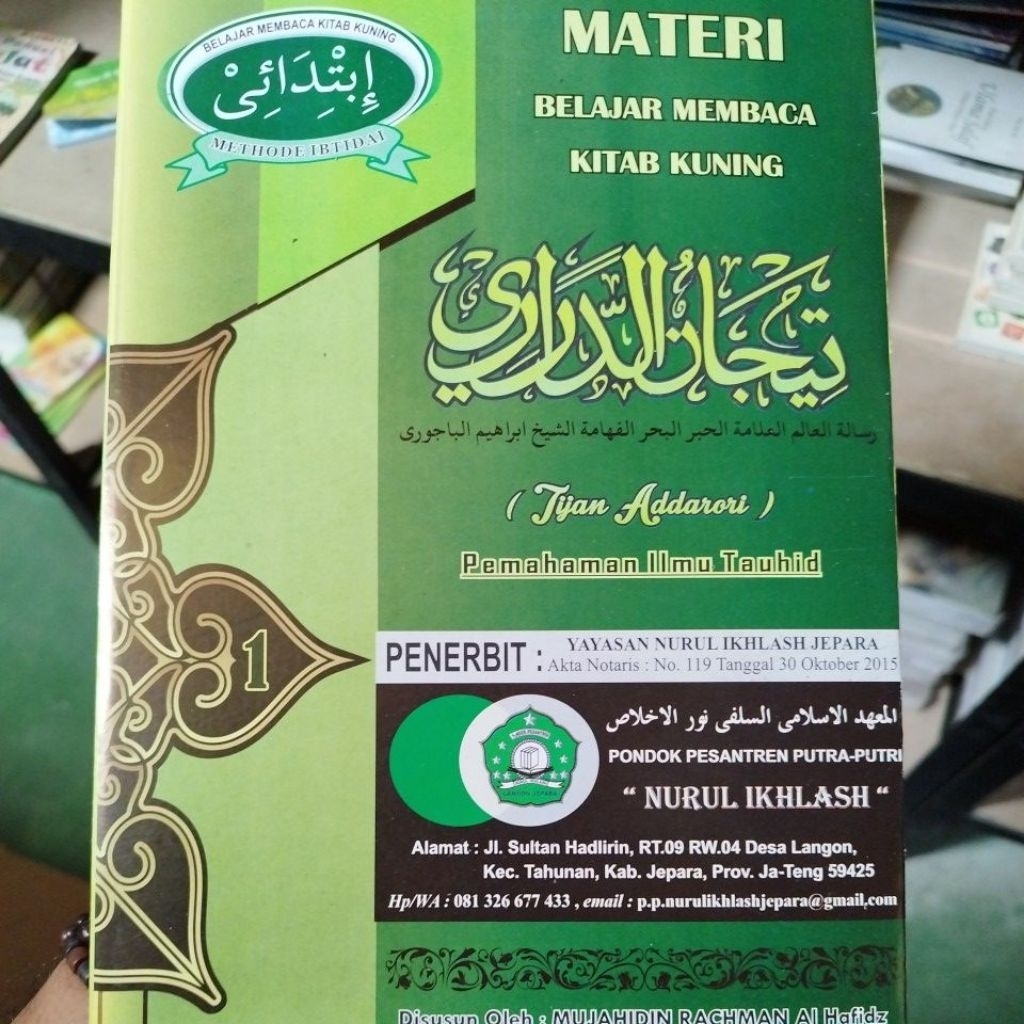 BELAJAR MEMBACA KITAB KUNING
إِبْتِدَائِىْ
METHODE IBTIDAI
MATERI
BELAJAR MEMBACA
KITAB KUNING
تِيجَانُ الدَّرَارِي
رسالة العالم العلامة الحبر البحر الفهامة الشيخ ابراهيم الباجورى
( Tijan Addarori )
Pemahaman Ilmu Tauhid
1
PENERBIT :
YAYASAN NURUL IKHLASH JEPARA
Akta Notaris : No. 119 Tanggal 30 Oktober 2015
المعهد الاسلامى السلفى نور الاخلاص
PONDOK PESANTREN PUTRA-PUTRI
“ NURUL IKHLASH “
Alamat : Jl. Sultan Hadlirin, RT.09 RW.04 Desa Langon,
Kec. Tahunan, Kab. Jepara, Prov. Ja-Teng 59425
Hp/WA : 081 326 677 433 , email : p.p.nurulikhlashjepara@gmail,com
Disusun Oleh : MUJAHIDIN RACHMAN Al Hafidz